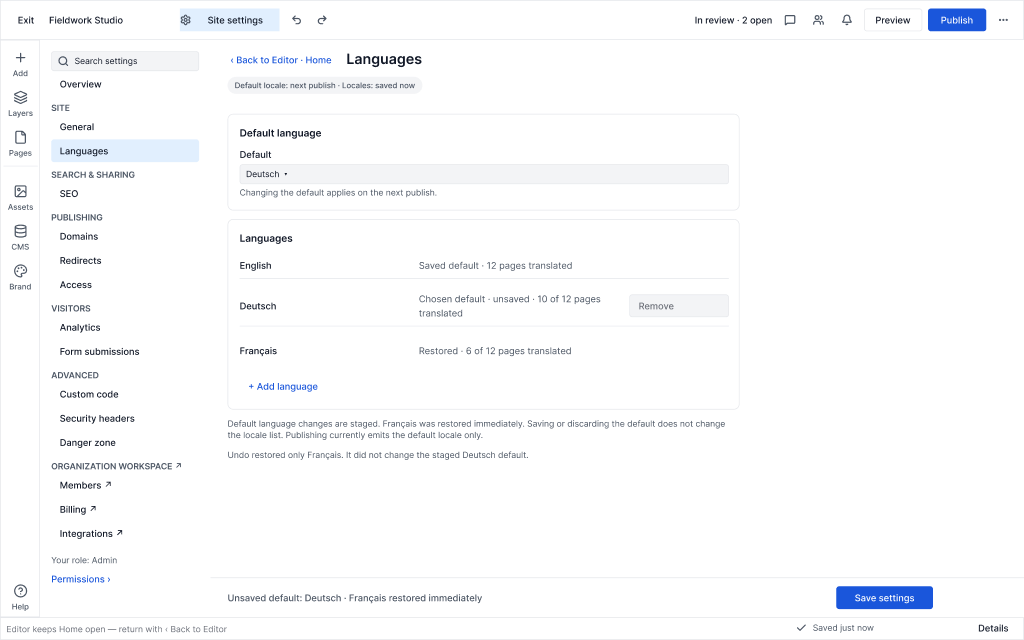 Exit
Fieldwork Studio
Site settings
In review · 2 open
Preview
Publish
Add
Layers
Pages
Assets
CMS
Brand
Help
Search settings
Overview
SITE
General
Languages
SEARCH & SHARING
SEO
PUBLISHING
Domains
Redirects
Access
VISITORS
Analytics
Form submissions
ADVANCED
Custom code
Security headers
Danger zone
ORGANIZATION WORKSPACE ↗
Members ↗
Billing ↗
Integrations ↗
Your role: Admin
Permissions ›
‹ Back to Editor · Home
Languages
Default locale: next publish · Locales: saved now
Default language
Default
Deutsch
Changing the default applies on the next publish.
Languages
English
Saved default · 12 pages translated
Deutsch
Chosen default · unsaved · 10 of 12 pages
translated
Remove
Français
Restored · 6 of 12 pages translated
+ Add language
Default language changes are staged. Français was restored immediately. Saving or discarding the default does not change
the locale list. Publishing currently emits the default locale only.
Undo restored only Français. It did not change the staged Deutsch default.
Unsaved default: Deutsch · Français restored immediately
Save settings
Editor keeps Home open — return with ‹ Back to Editor
Saved just now
Details